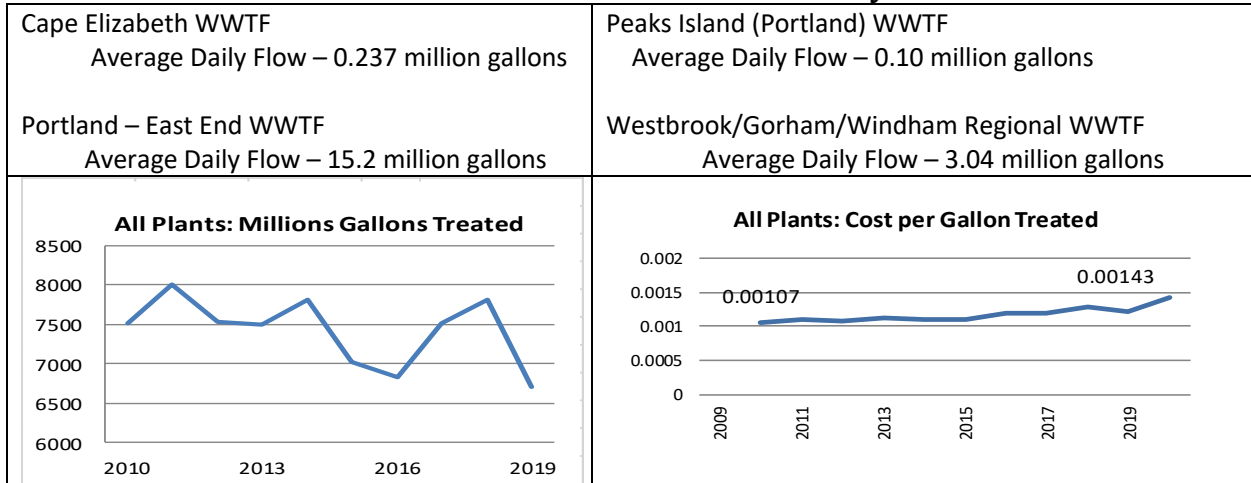 Cape Elizabeth WWTF
Average Daily Flow – 0.237 million gallons
Portland – East End WWTF
Average Daily Flow – 15.2 million gallons
Peaks Island (Portland) WWTF
Average Daily Flow – 0.10 million gallons
Westbrook/Gorham/Windham Regional WWTF
Average Daily Flow – 3.04 million gallons
All Plants: Millions Gallons Treated
8500
8000
7500
7000
6500
6000
2010 2013 2016 2019
All Plants: Cost per Gallon Treated
0.002
0.0015
0.001
0.0005
0
0.00107
0.00143
2009
2011
2013
2015
2017
2019